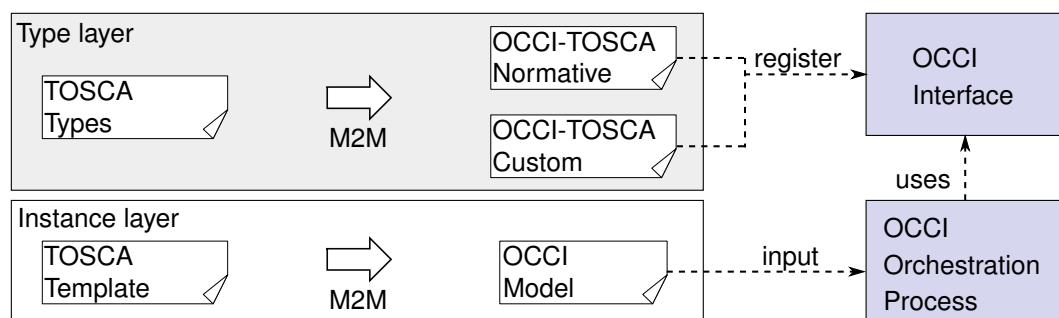 Type layer
TOSCA
Types
M2M
OCCI-TOSCA
Normative
OCCI-TOSCA
Custom
register
OCCI
Interface
uses
Instance layer
TOSCA
Template
M2M
OCCI
Model
input
OCCI
Orchestration
Process